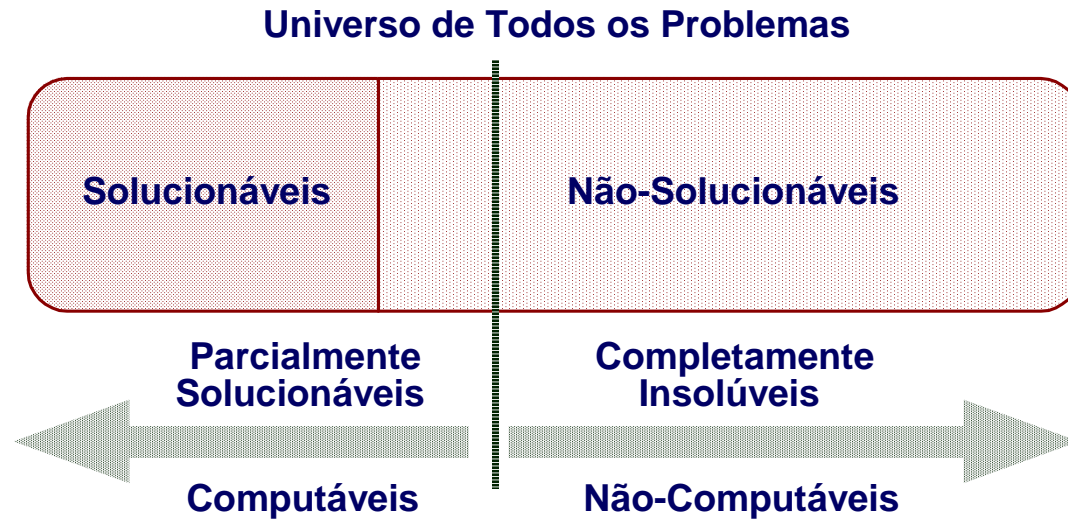 Universo de Todos os Problemas
Solucionáveis
Não-Solucionáveis
Parcialmente
Solucionáveis
Completamente
Insolúveis
Computáveis
Não-Computáveis